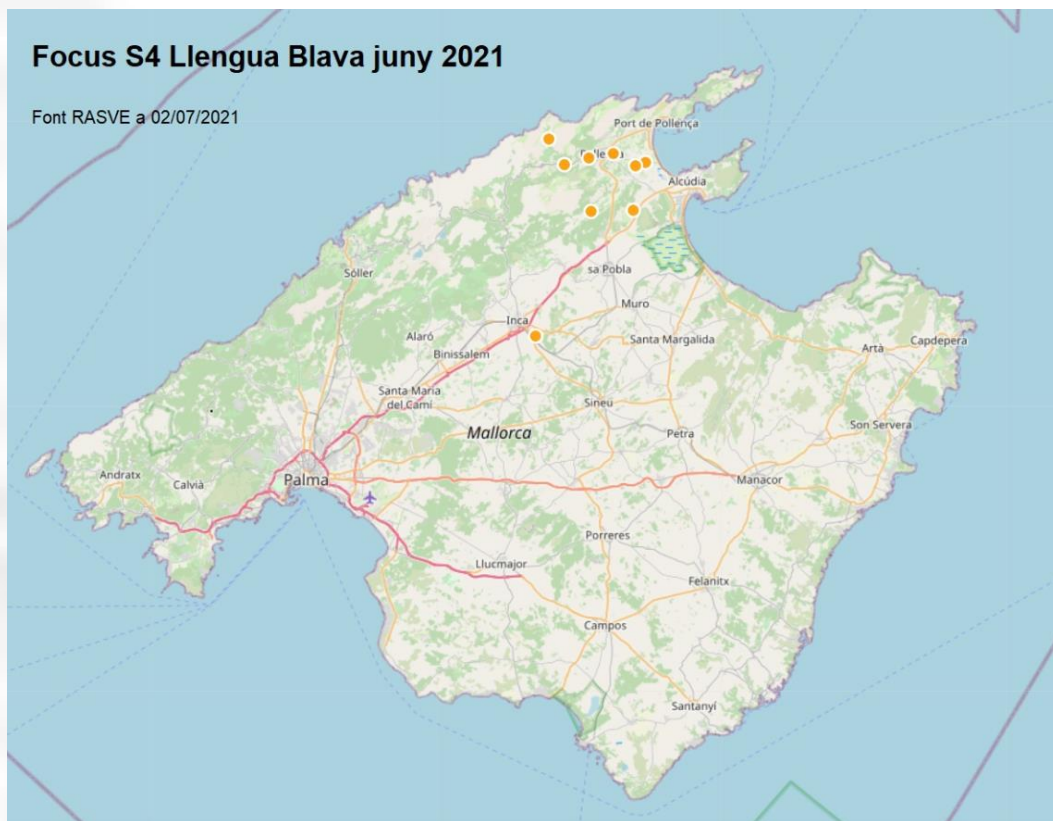 Focus S4 Llengua Blava juny 2021
Font RASVE a 02/07/2021
Port de Pollença
Alcúdia
Sóller
sa Pobla
Muro
Inca
Alaró
Binissalem
Santa Margalida
Artà
Capdepera
Santa Maria
del Camí
Sineu
Son Servera
Mallorca
Petra
Andratx
Calvià
Palma
Manacor
Porreres
Llucmajor
Felanitx
Campos
Santanyí